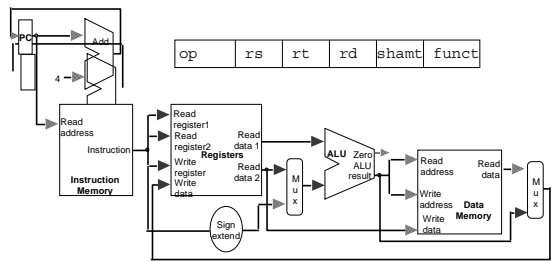 PC
Add
4
op rs rt rd shamt funct
Read
address
Instruction
Instruction
Memory
Read
register1
Read
register2
Write
register
Write
data
Registers
Read
data 1
Read
data 2
Sign
extend
M
u
x
ALU
Zero
ALU
result
Read
address
Write
address
Write
data
Read
data
Data
Memory
M
u
x